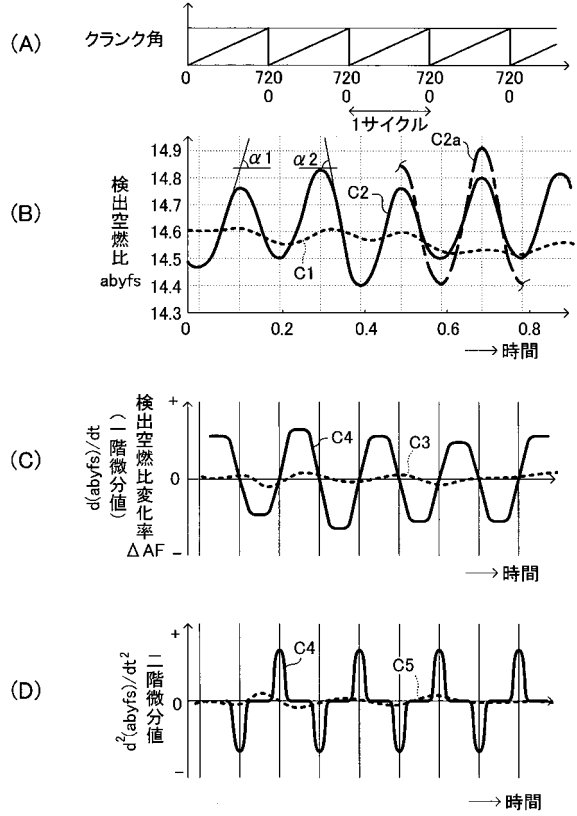 (A)
クランク角
0
720
720
720
720
720
0
0
0
0
1サイクル
(B)
検出空燃比
abyfs
14.9
14.8
14.7
14.6
14.5
14.4
14.3
α1
α2
C2a
C2
C1
0
0.2
0.4
0.6
0.8
時間
(C)
検出空燃比変化率
ΔAF
(一階微分値)
d(abyfs)/dt
+
0
−
C4
C3
時間
(D)
二階微分値
d²(abyfs)/dt²
+
0
−
C4
C5
時間